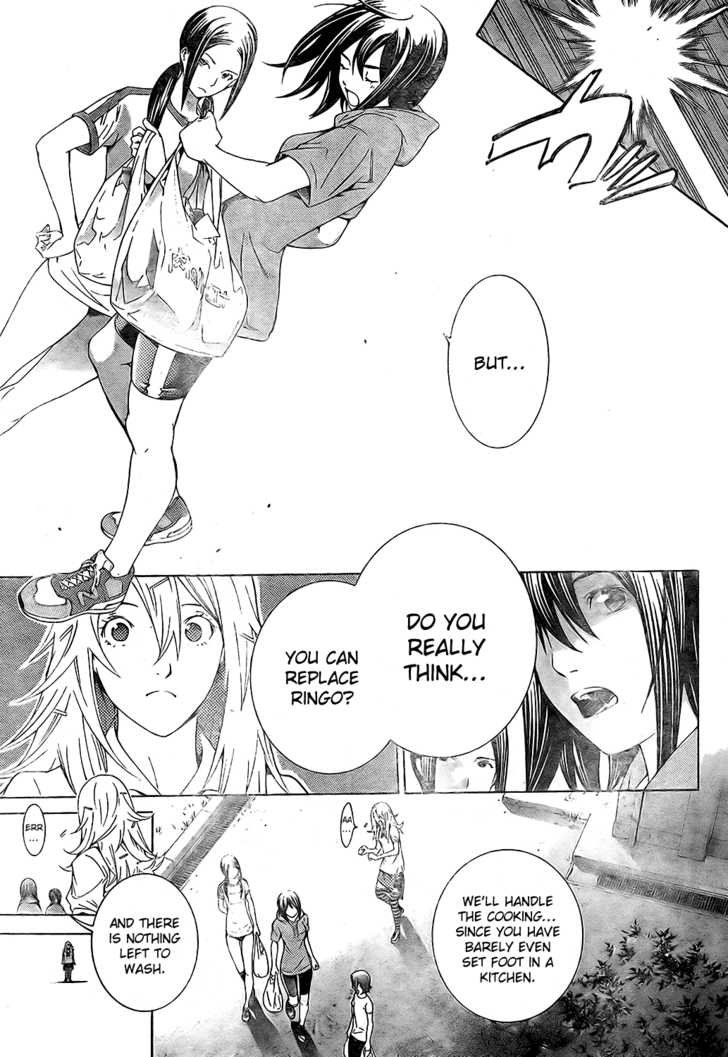 BUT...
DO YOU
REALLY
THINK...
YOU CAN
REPLACE
RINGO?
WE'LL HANDLE
THE COOKING...
SINCE YOU HAVE
BARELY EVEN
SET FOOT IN A
KITCHEN.
AA
...
AND THERE
IS NOTHING
LEFT TO
WASH.
ERR
...
N